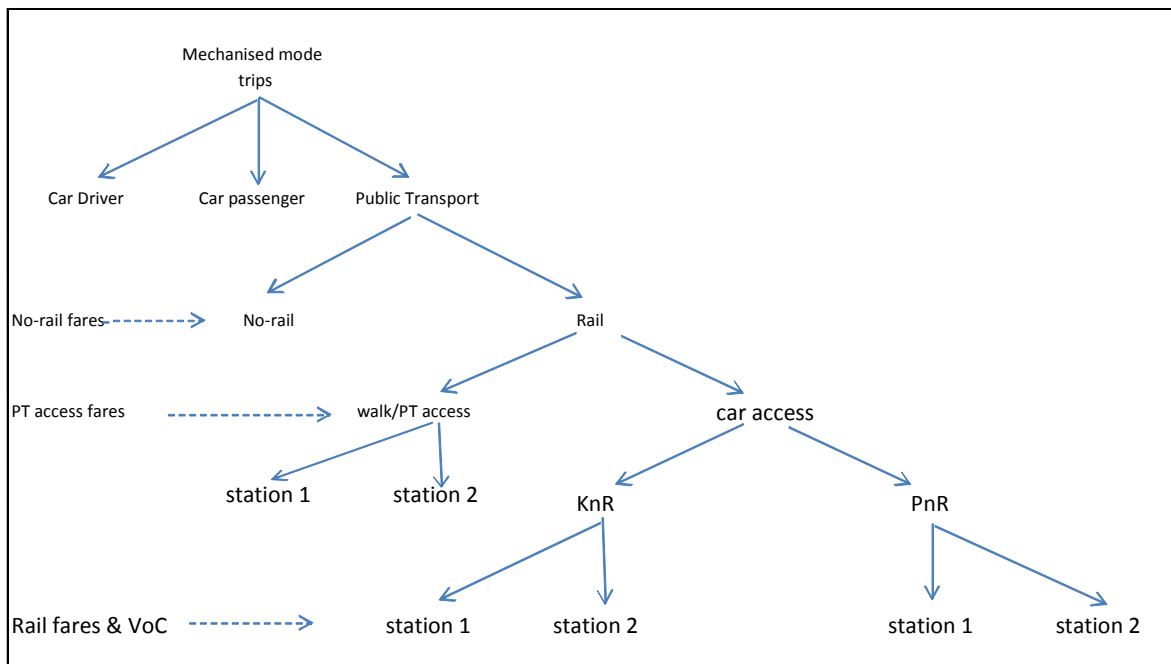 Mechanised mode
trips
Car Driver
Car passenger
Public Transport
No-rail fares
No-rail
Rail
PT access fares
walk/PT access
car access
station 1
station 2
KnR
PnR
Rail fares & VoC
station 1
station 2
station 1
station 2